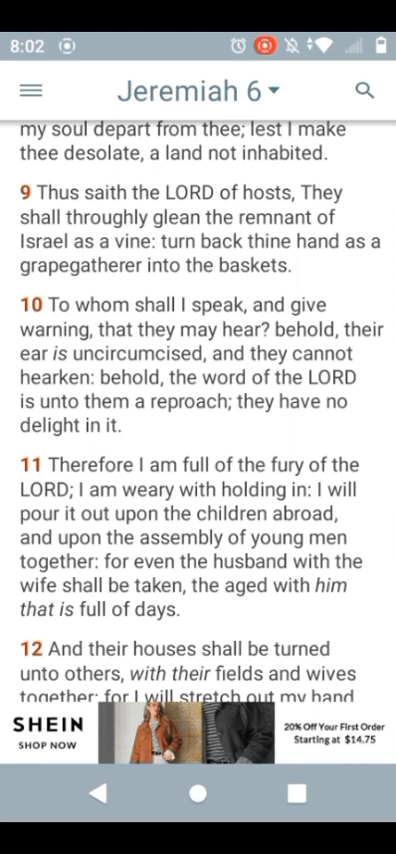 8:02
Jeremiah 6
my soul depart from thee; lest I make
thee desolate, a land not inhabited.
9 Thus saith the LORD of hosts, They
shall throughly glean the remnant of
Israel as a vine: turn back thine hand as a
grapegatherer into the baskets.
10 To whom shall I speak, and give
warning, that they may hear? behold, their
ear is uncircumcised, and they cannot
hearken: behold, the word of the LORD
is unto them a reproach; they have no
delight in it.
11 Therefore I am full of the fury of the
LORD; I am weary with holding in: I will
pour it out upon the children abroad,
and upon the assembly of young men
together: for even the husband with the
wife shall be taken, the aged with him
that is full of days.
12 And their houses shall be turned
unto others, with their fields and wives
together: for I will stretch out my hand
SHEIN
SHOP NOW
20% Off Your First Order
Starting at $14.75